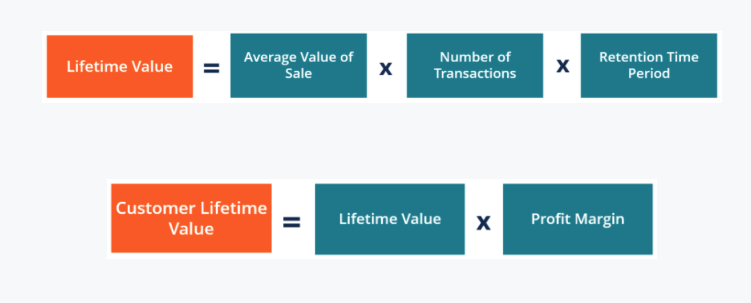 Lifetime Value = Average Value of Sale x Number of Transactions x Retention Time Period
Customer Lifetime Value = Lifetime Value x Profit Margin